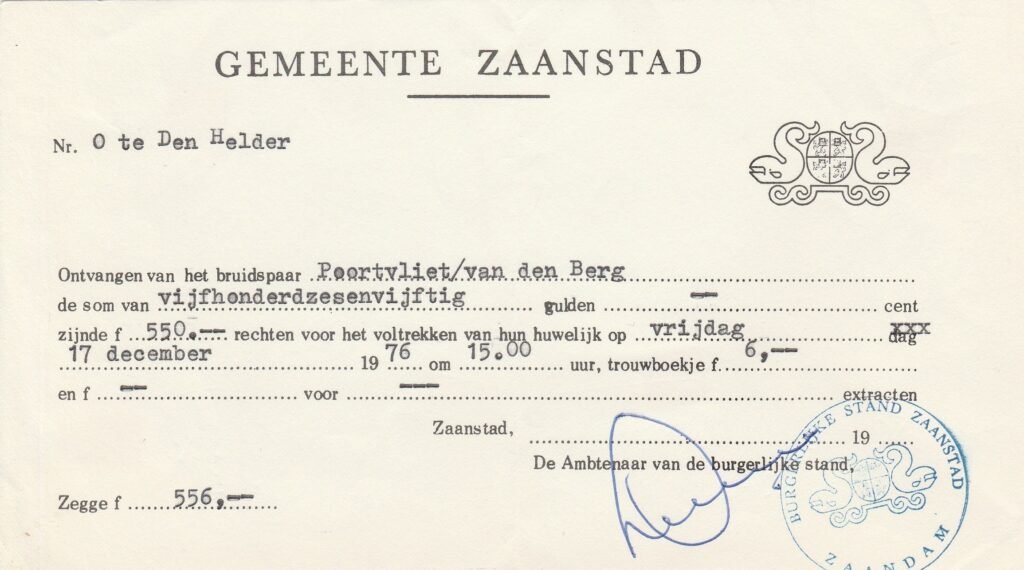 GEMEENTE ZAANSTAD
Nr. O te Den Helder
Ontvangen van het bruidspaar Poortvliet/van den Berg
de som van vijfhonderdzesenvijftig gulden -- cent
zijnde f 550.-- rechten voor het voltrekken van hun huwelijk op vrijdag xxx dag
17 december 19 76 om 15.00 uur, trouwboekje f. 6,--
en f -- voor --- extracten
Zaanstad, 19
De Ambtenaar van de burgerlijke stand,
Zegge f 556,--
BURGERLIJKE STAND ZAANSTAD
ZAANDAM